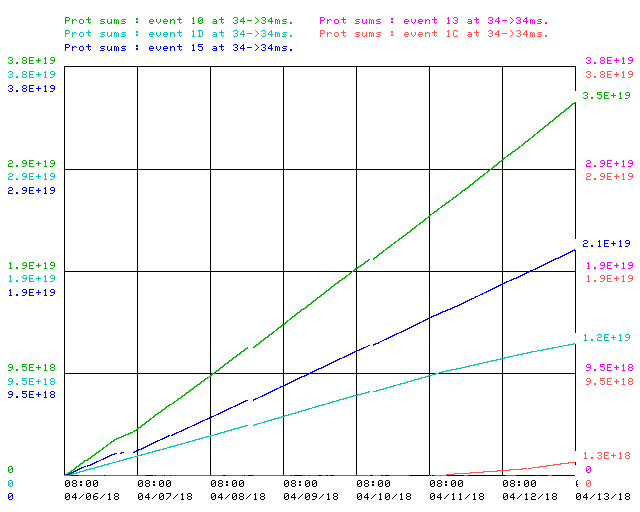 Prot sums : event 10 at 34->34ms. Prot sums : event 13 at 34->34ms.
Prot sums : event 1D at 34->34ms. Prot sums : event 1C at 34->34ms.
Prot sums : event 15 at 34->34ms.
3.8E+19 3.8E+19
3.8E+19 3.8E+19
3.8E+19
3.5E+19
2.9E+19 2.9E+19
2.9E+19 2.9E+19
2.9E+19
2.1E+19
1.9E+19 1.9E+19
1.9E+19 1.9E+19
1.9E+19
1.2E+19
9.5E+18 9.5E+18
9.5E+18 9.5E+18
9.5E+18
1.3E+18
0 0
0 08:00 08:00 08:00 08:00 08:00 08:00 08:00 0
0 04/06/18 04/07/18 04/08/18 04/09/18 04/10/18 04/11/18 04/12/18 04/13/18